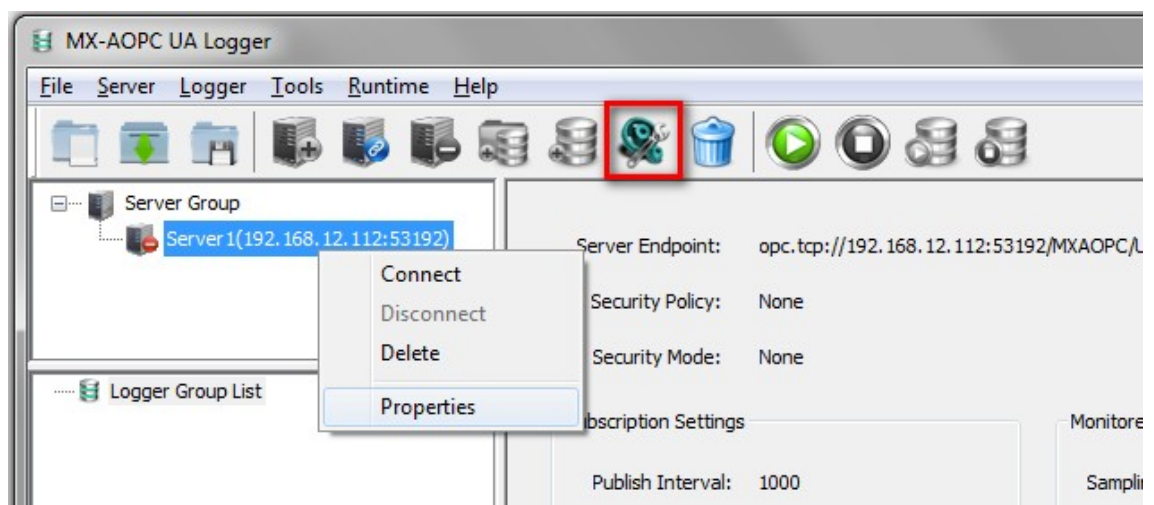 MX-AOPC UA Logger
File Server Logger Tools Runtime Help
Server Group
Server1(192.168.12.112:53192)
Connect
Disconnect
Delete
Properties
Logger Group List
Server Endpoint: opc.tcp://192.168.12.112:53192/MXAOPC/U
Security Policy: None
Security Mode: None
bscription Settings
Publish Interval: 1000
Monitore
Samplin